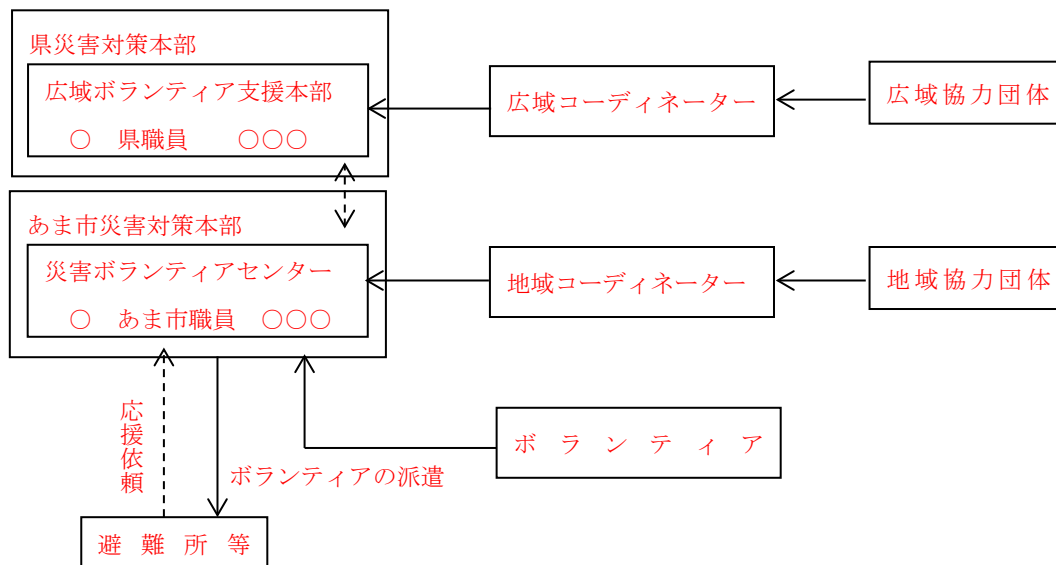 県災害対策本部
広域ボランティア支援本部
○　県職員　　○○○
広域コーディネーター
広域協力団体
あま市災害対策本部
災害ボランティアセンター
○　あま市職員　○○○
地域コーディネーター
地域協力団体
応援依頼
ボランティアの派遣
ボランティア
避難所等